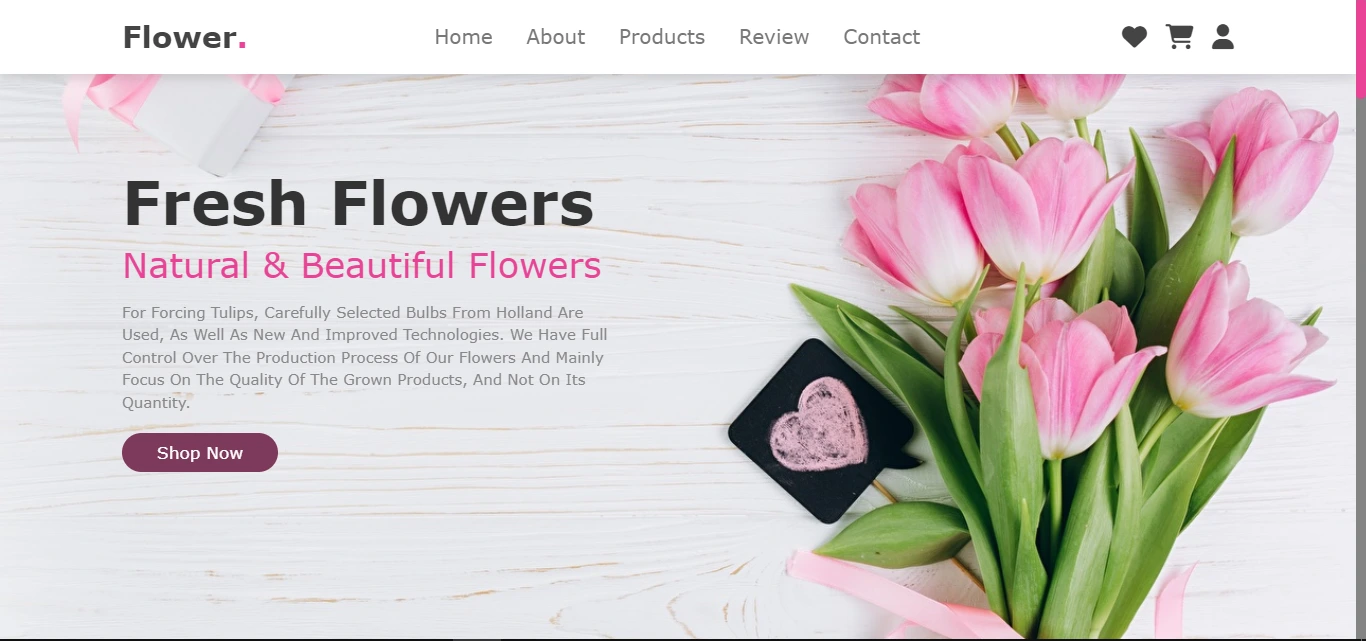 Flower.
Home About Products Review Contact
Fresh Flowers
Natural & Beautiful Flowers
For Forcing Tulips, Carefully Selected Bulbs From Holland Are
Used, As Well As New And Improved Technologies. We Have Full
Control Over The Production Process Of Our Flowers And Mainly
Focus On The Quality Of The Grown Products, And Not On Its
Quantity.
Shop Now